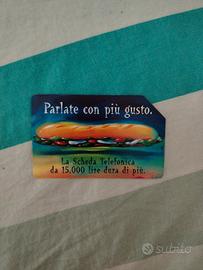 Parlate con più gusto.
La Scheda Telefonica
da 15.000 lire dura di più.
subito